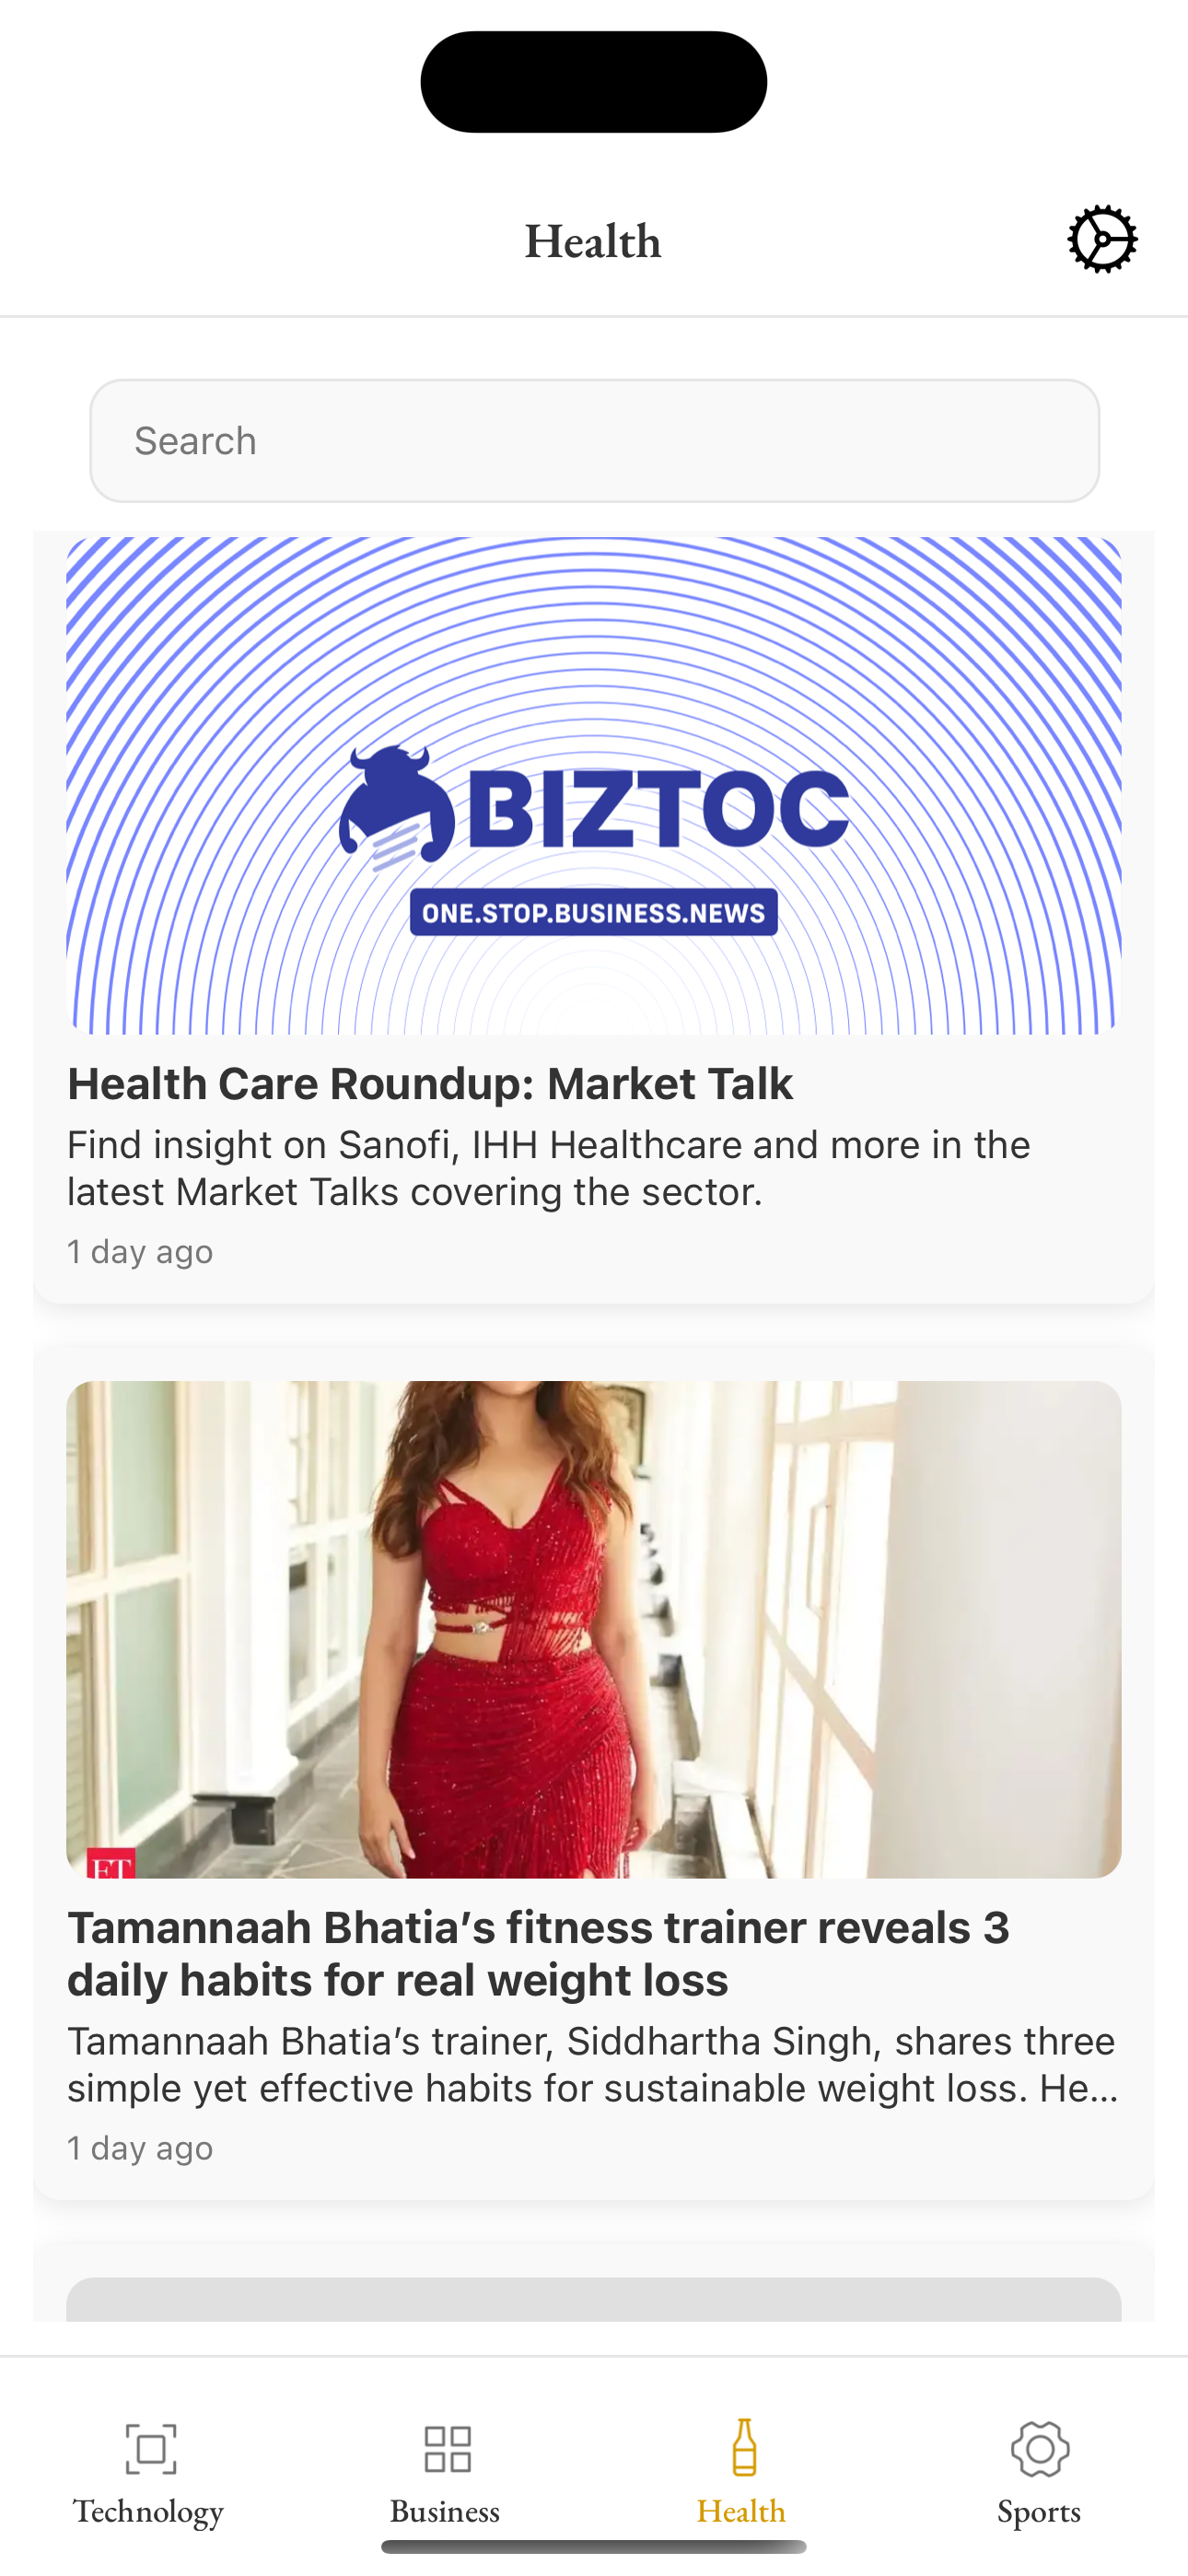 Health
Search
BIZTOC
ONE.STOP.BUSINESS.NEWS
Health Care Roundup: Market Talk
Find insight on Sanofi, IHH Healthcare and more in the
latest Market Talks covering the sector.
1 day ago
ET
Tamannaah Bhatia’s fitness trainer reveals 3
daily habits for real weight loss
Tamannaah Bhatia’s trainer, Siddhartha Singh, shares three
simple yet effective habits for sustainable weight loss. He...
1 day ago
Technology
Business
Health
Sports